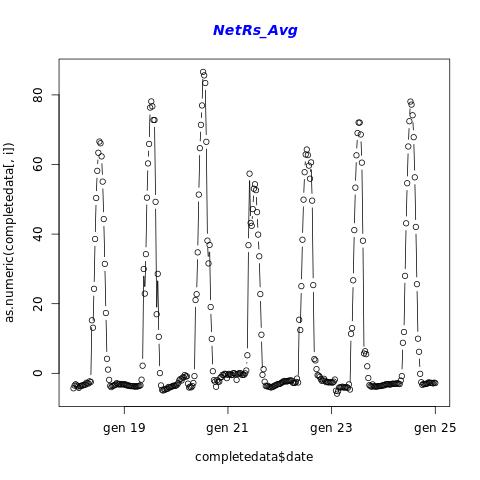 NetRs_Avg
as.numeric(completedata[, i])
80
60
40
20
0
gen 19
gen 21
gen 23
gen 25
completedata$date